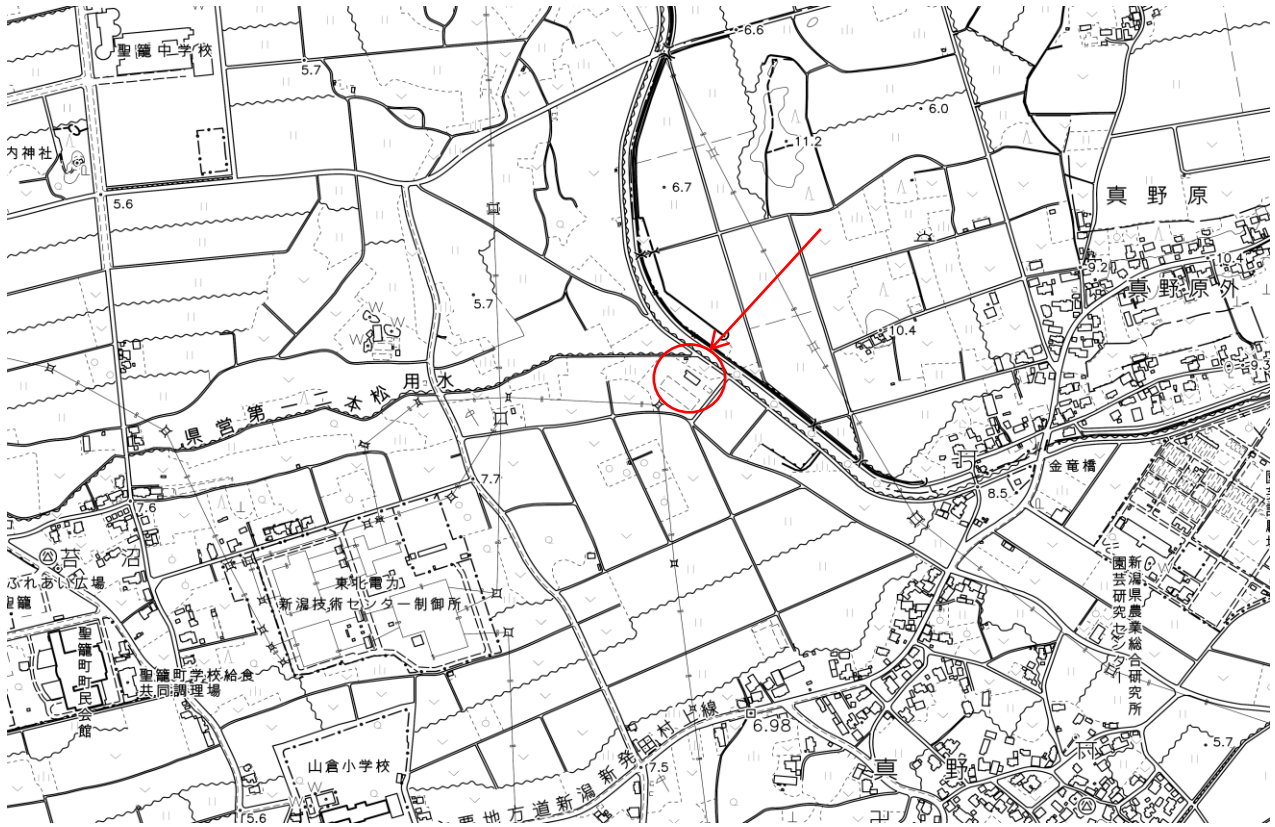 聖籠中学校
6.6
5.7
6.0
11.2
内神社
6.7
真野原
5.6
9.2
10.4
真野原外
5.7
10.4
9.3
県営第一二本松用水
7.7
金竜橋
8.5
7.6
苔沼
ふれあい広場
聖籠
東北電力
新潟技術センター制御所
新潟県農業総合研究所
園芸研究センター
聖籠町町民会館
聖籠町学校給食
共同調理場
6.98
要地方道新潟新発田村上線
5.7
山倉小学校
7.5
真野
5.6